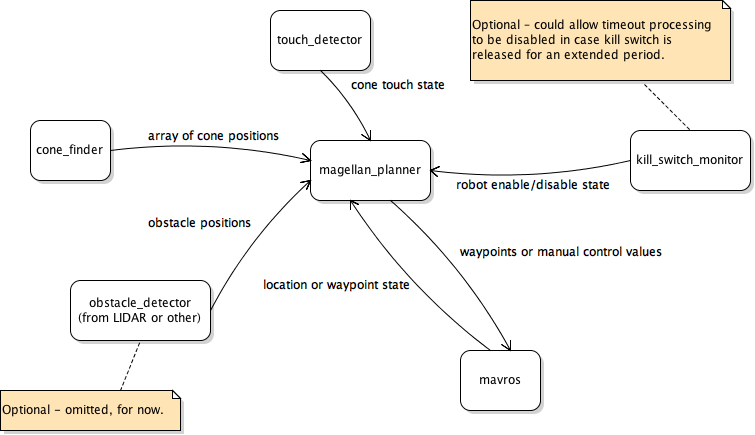 Optional – could allow timeout processing
to be disabled in case kill switch is
released for an extended period.
touch_detector
cone touch state
cone_finder
array of cone positions
magellan_planner
kill_switch_monitor
robot enable/disable state
obstacle positions
waypoints or manual control values
location or waypoint state
obstacle_detector
(from LIDAR or other)
mavros
Optional – omitted, for now.